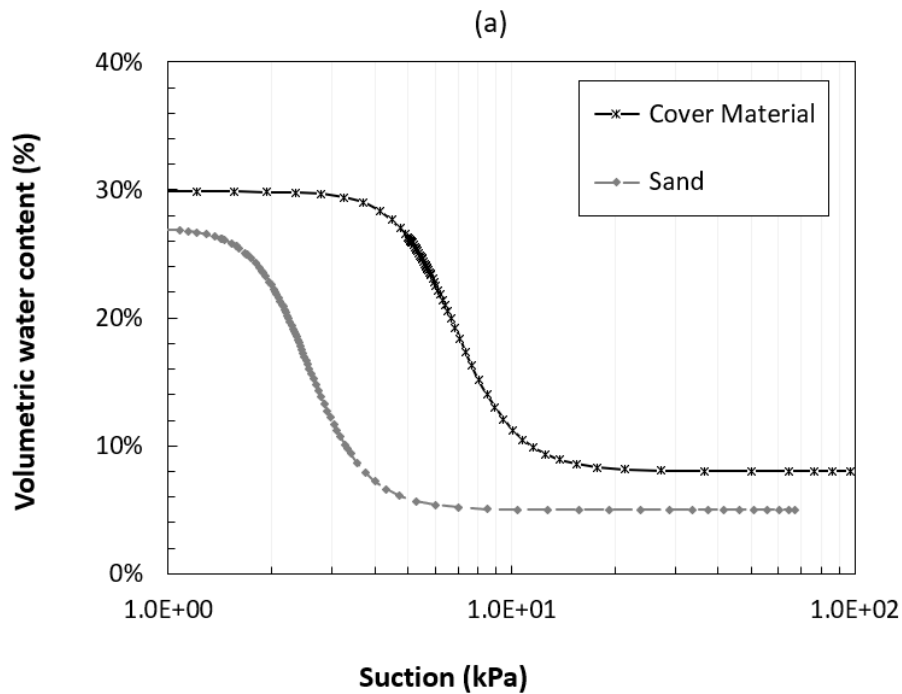 (a)
40%
30%
20%
10%
0%
Volumetric water content (%)
Cover Material
Sand
1.0E+00
1.0E+01
1.0E+02
Suction (kPa)